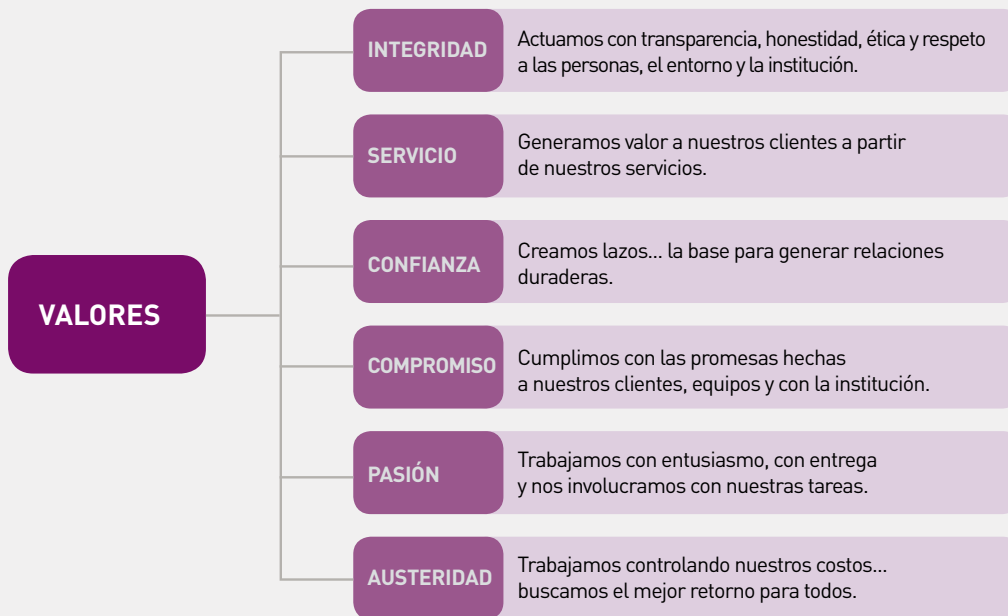 VALORES
INTEGRIDAD
Actuamos con transparencia, honestidad, ética y respeto
a las personas, el entorno y la institución.
SERVICIO
Generamos valor a nuestros clientes a partir
de nuestros servicios.
CONFIANZA
Creamos lazos... la base para generar relaciones
duraderas.
COMPROMISO
Cumplimos con las promesas hechas
a nuestros clientes, equipos y con la institución.
PASIÓN
Trabajamos con entusiasmo, con entrega
y nos involucramos con nuestras tareas.
AUSTERIDAD
Trabajamos controlando nuestros costos...
buscamos el mejor retorno para todos.